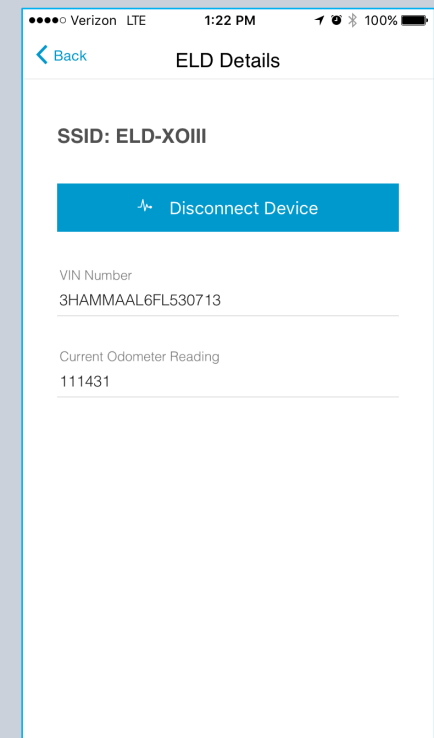 Verizon LTE 1:22 PM 100%
Back ELD Details
SSID: ELD-XOIII
Disconnect Device
VIN Number
3HAMMAAL6FL530713
Current Odometer Reading
111431